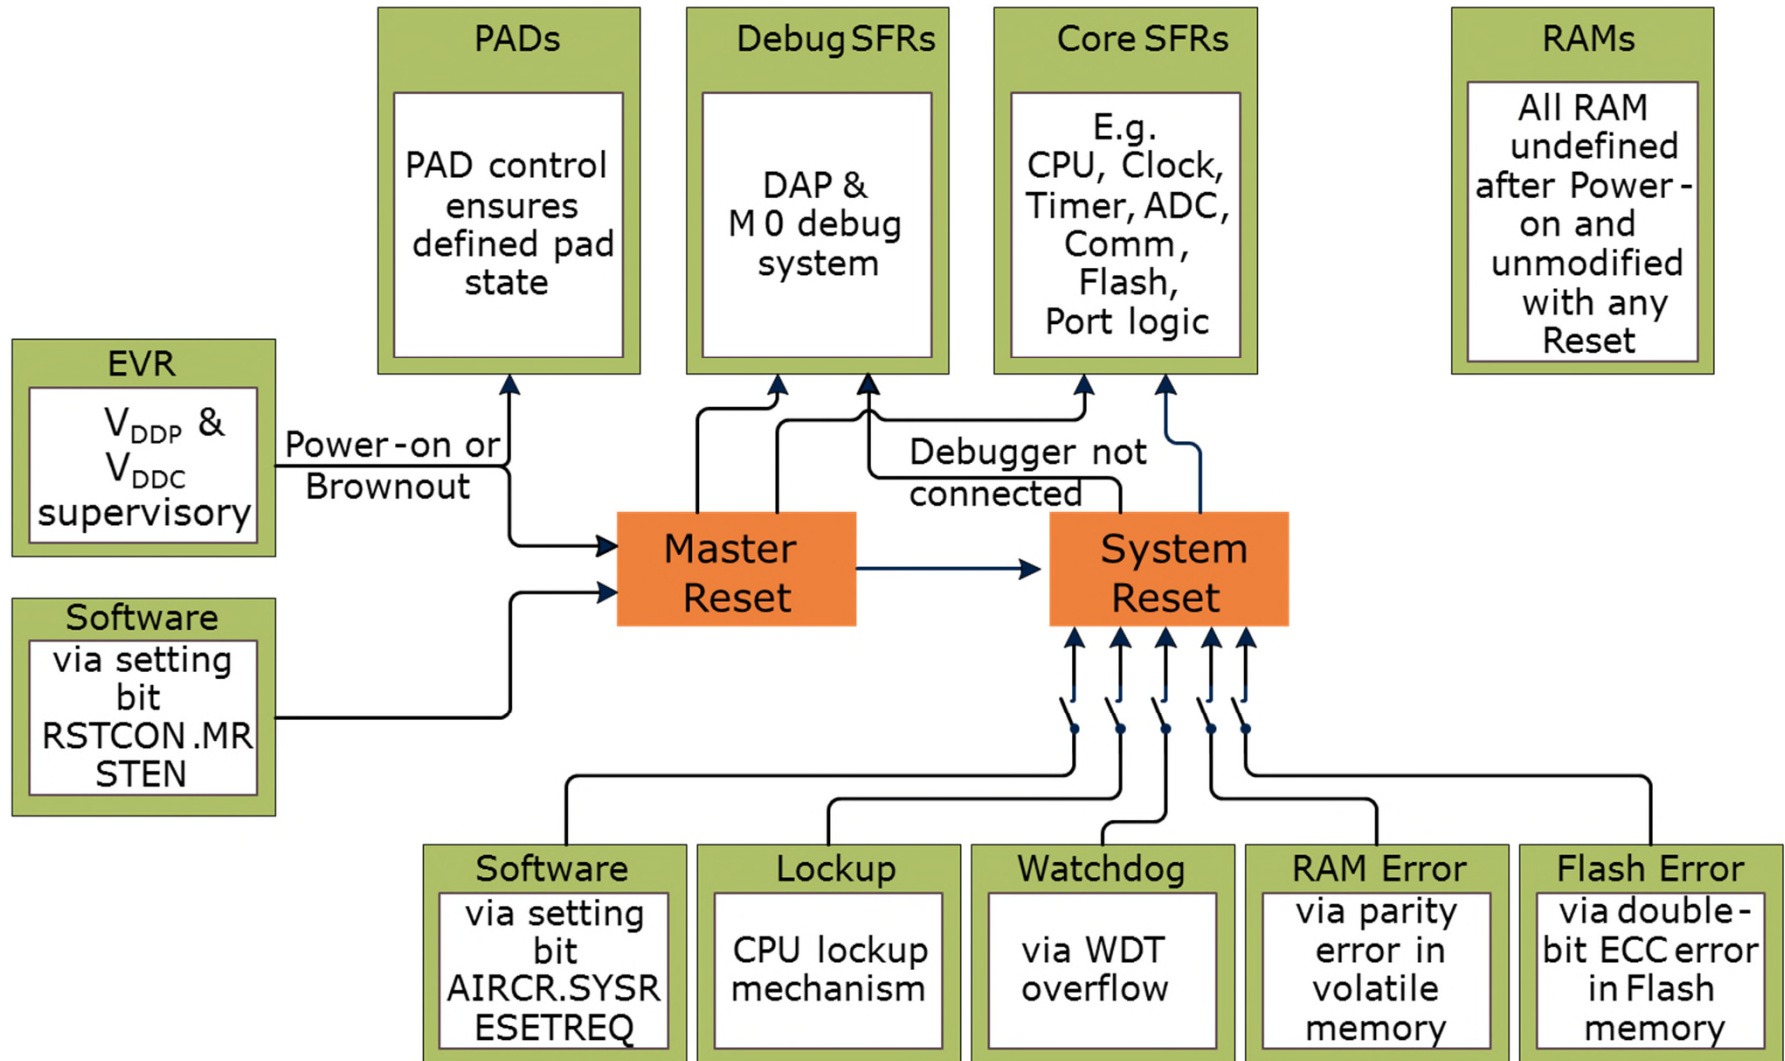 PADs
PAD control
ensures
defined pad
state
Debug SFRs
DAP &
M0 debug
system
Core SFRs
E.g.
CPU, Clock,
Timer, ADC,
Comm,
Flash,
Port logic
RAMs
All RAM
undefined
after Power-
on and
unmodified
with any
Reset
EVR
VDDP &
VDDC
supervisory
Power-on or
Brownout
Debugger not
connected
Master
Reset
System
Reset
Software
via setting
bit
RSTCON.MR
STEN
Software
via setting
bit
AIRCR.SYSR
ESETREQ
Lockup
CPU lockup
mechanism
Watchdog
via WDT
overflow
RAM Error
via parity
error in
volatile
memory
Flash Error
via double-
bit ECC error
in Flash
memory